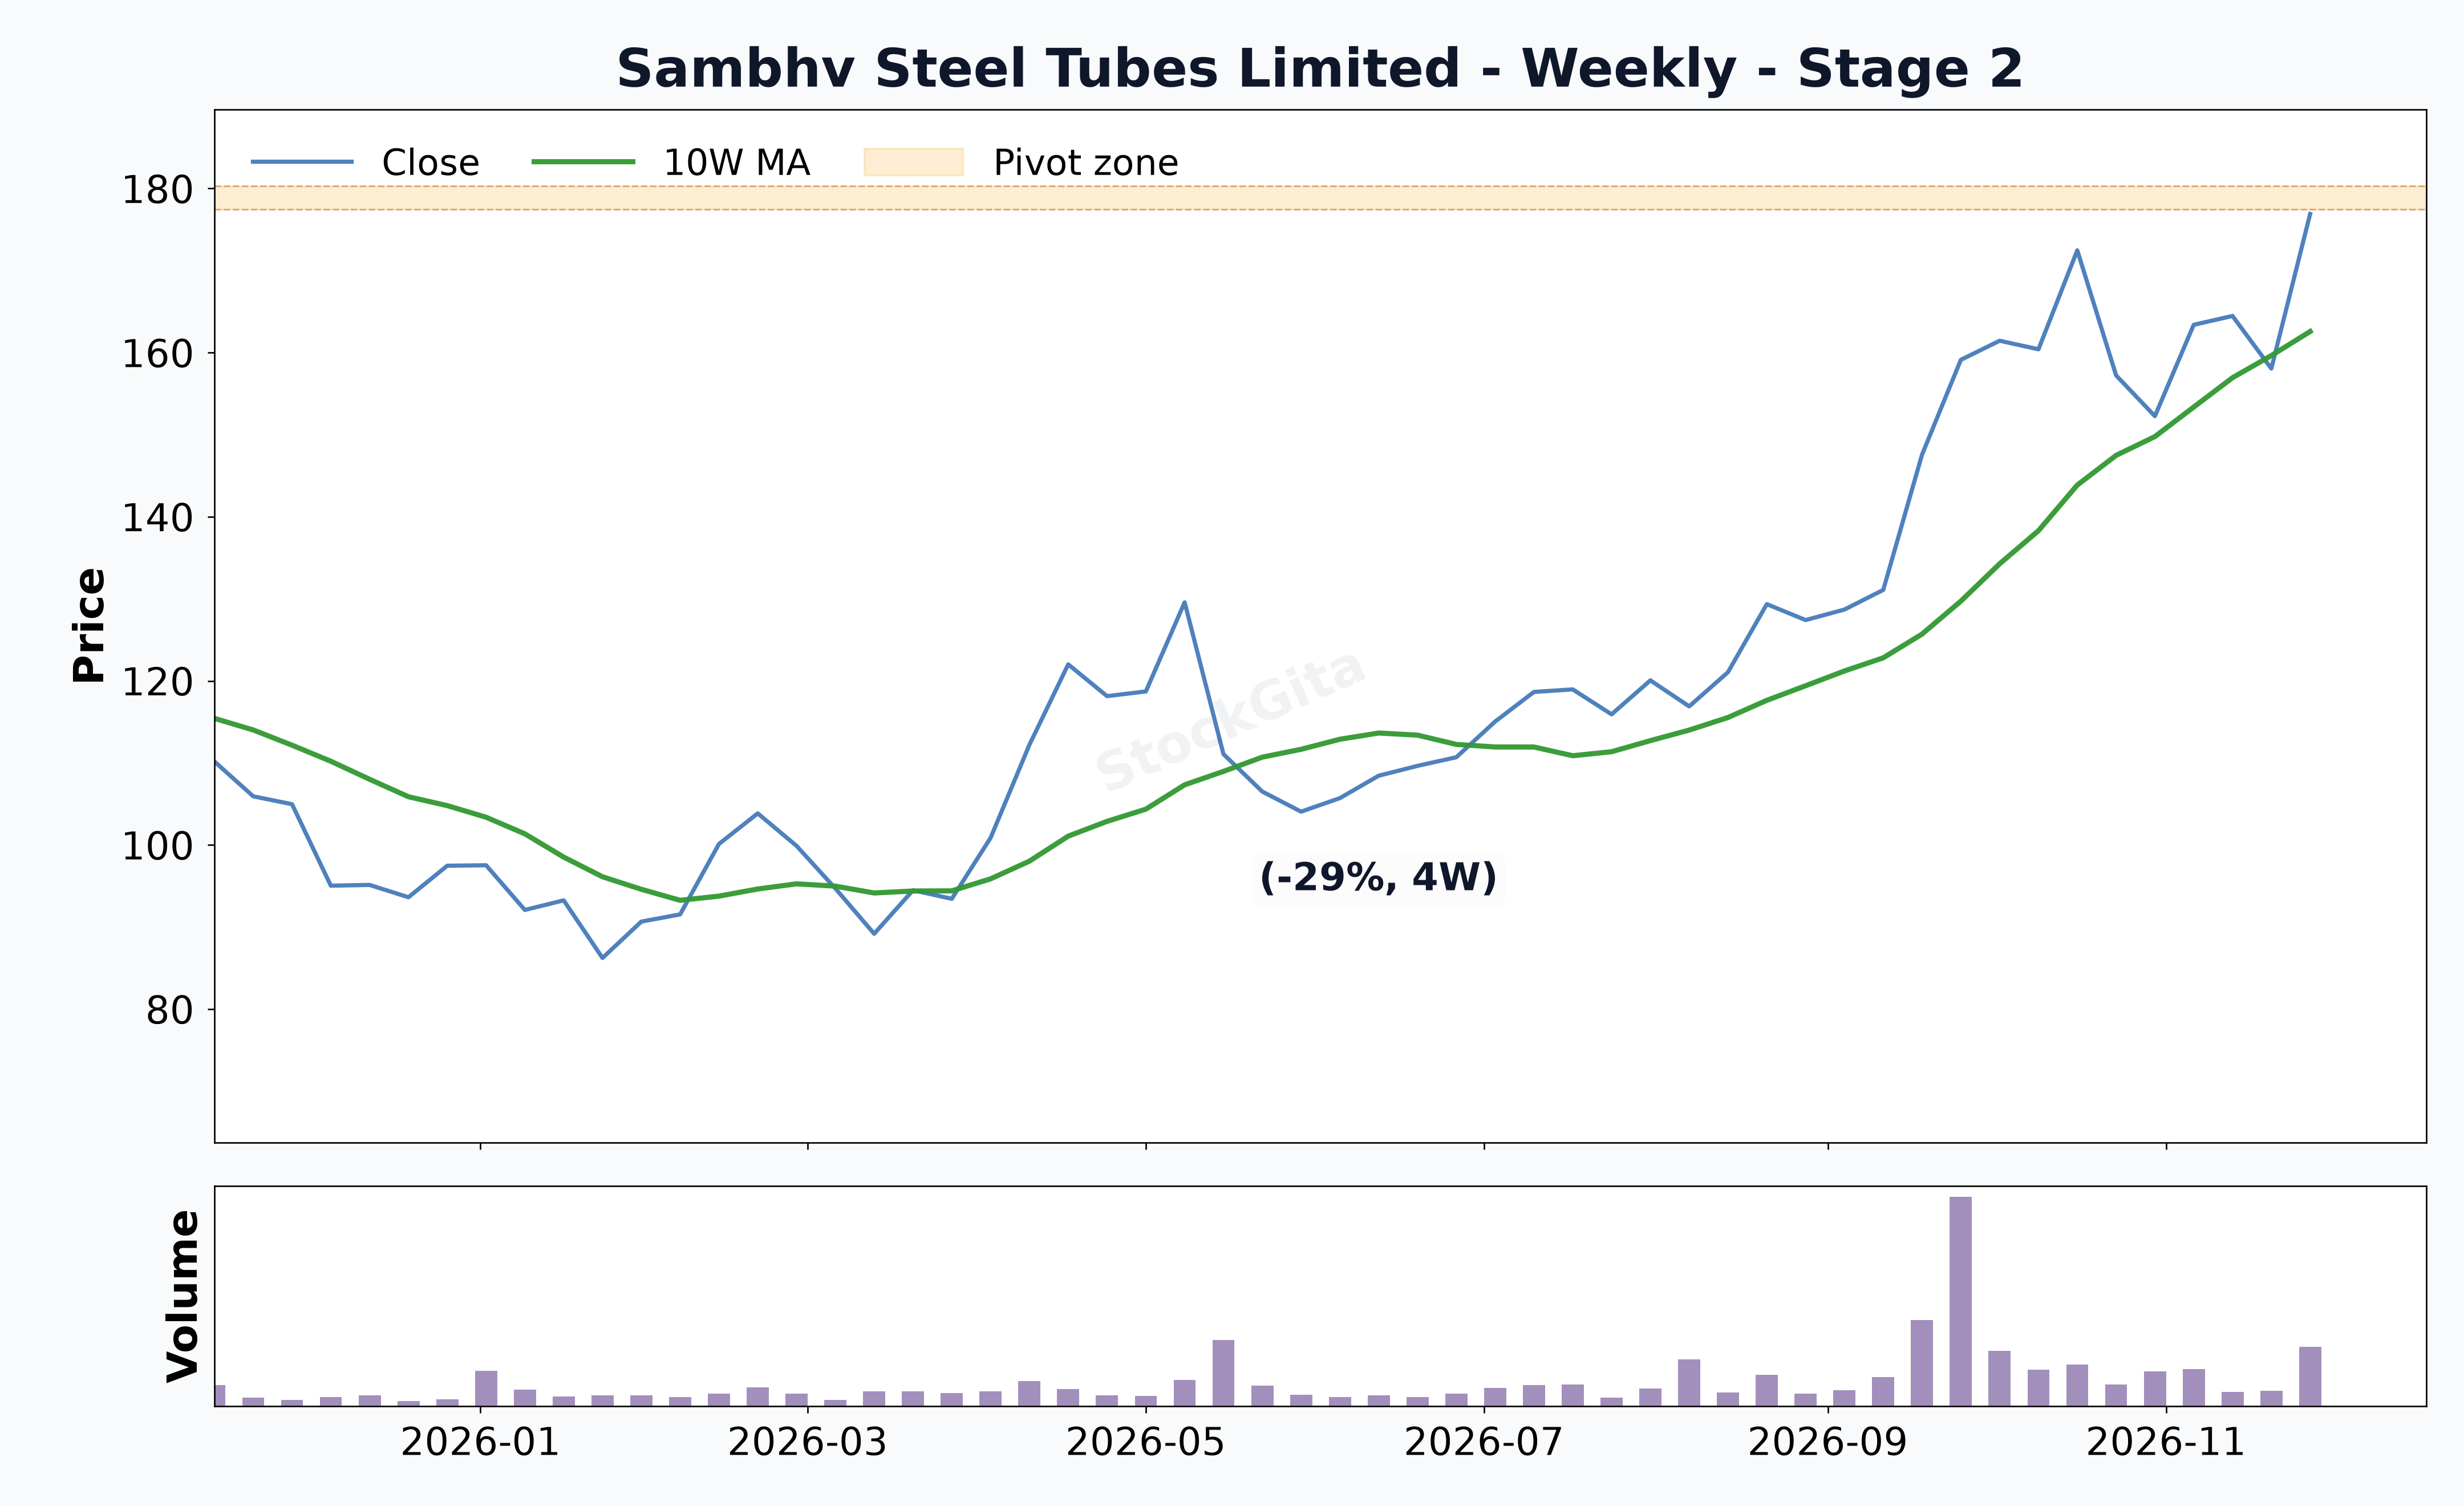 Sambhv Steel Tubes Limited - Weekly - Stage 2
Close
10W MA
Pivot zone
180
160
140
120
100
80
Price
StockGita
(-29%, 4W)
Volume
2026-01
2026-03
2026-05
2026-07
2026-09
2026-11